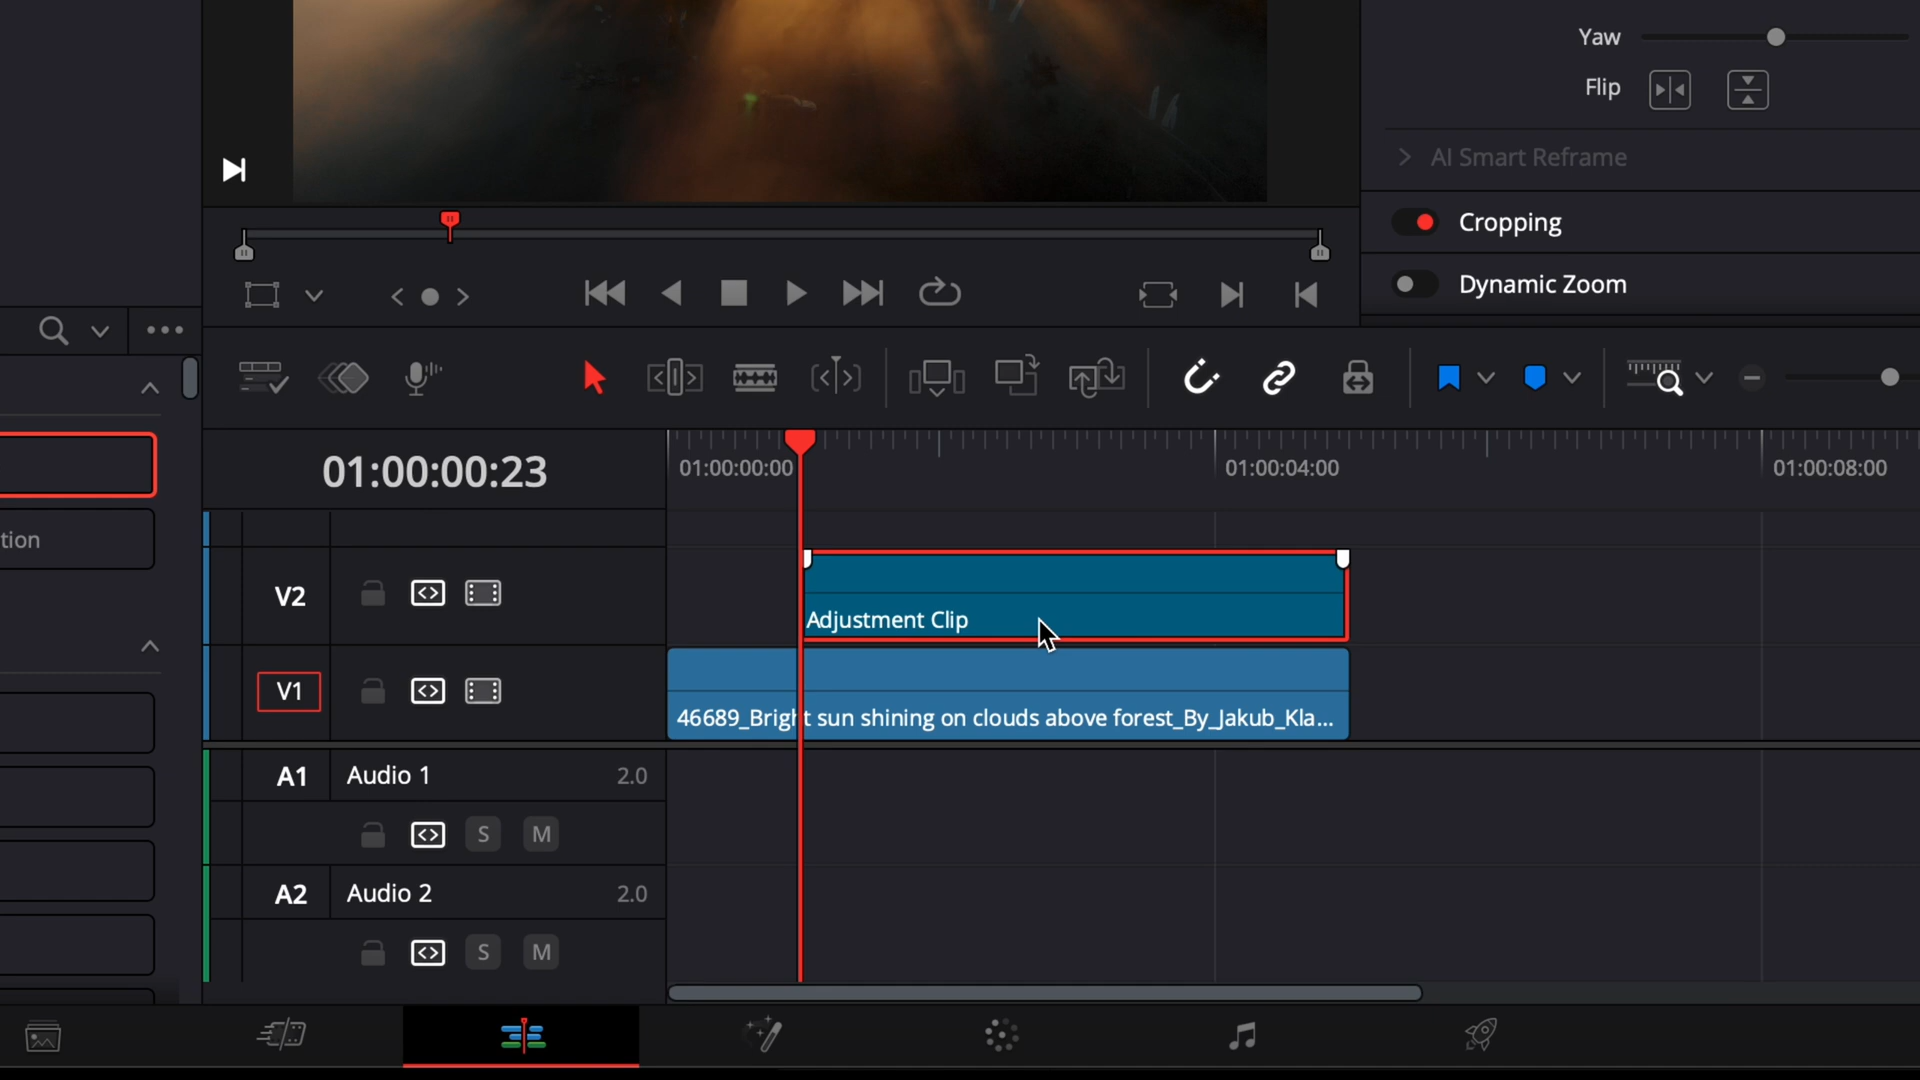 Yaw
Flip
AI Smart Reframe
Cropping
Dynamic Zoom
01:00:00:23
01:00:00:00
01:00:04:00
01:00:08:00
tion
V2
Adjustment Clip
V1
46689_Bright sun shining on clouds above forest_By_Jakub_Kla...
A1
Audio 1
2.0
S
M
A2
Audio 2
2.0
S
M